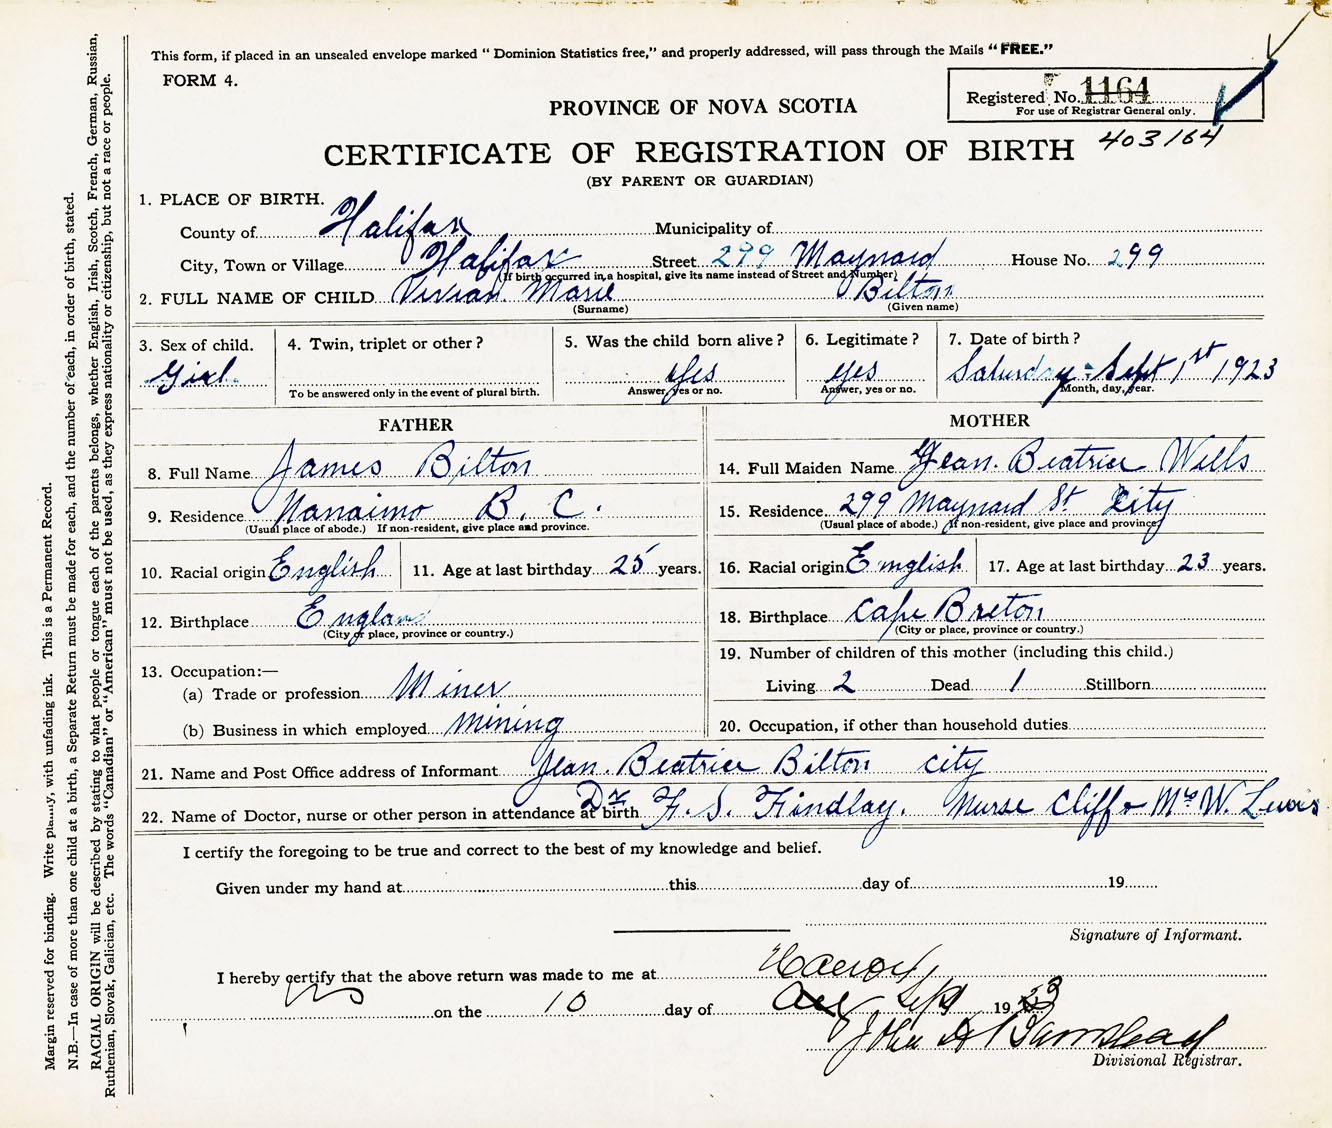 This form, if placed in an unsealed envelope marked "Dominion Statistics free," and properly addressed, will pass through the Mails "FREE."
FORM 4.
Registered No. 1164
For use of Registrar General only.
403164
PROVINCE OF NOVA SCOTIA
CERTIFICATE OF REGISTRATION OF BIRTH
(BY PARENT OR GUARDIAN)
1. PLACE OF BIRTH.
County of Halifax Municipality of
City, Town or Village Halifax Street 299 Maynard House No. 299
(If birth occurred in a hospital, give its name instead of Street and Number)
2. FULL NAME OF CHILD Vivian Marie Bilton
(Surname) (Given name)
3. Sex of child. Girl
4. Twin, triplet or other?
To be answered only in the event of plural birth.
5. Was the child born alive? Yes
Answer, yes or no.
6. Legitimate? Yes
Answer, yes or no.
7. Date of birth? Saturday - Sept 1st 1923
Month, day, year.
FATHER
8. Full Name James Bilton
9. Residence Nanaimo B. C.
(Usual place of abode.) If non-resident, give place and province.
10. Racial origin English 11. Age at last birthday 25 years.
12. Birthplace England
(City or place, province or country.)
13. Occupation:—
(a) Trade or profession Miner
(b) Business in which employed Mining
MOTHER
14. Full Maiden Name Jean. Beatrice Wells
15. Residence 299 Maynard St City
(Usual place of abode.) If non-resident, give place and province
16. Racial origin English 17. Age at last birthday 23 years.
18. Birthplace Cape Breton
(City or place, province or country.)
19. Number of children of this mother (including this child.)
Living 2 Dead 1 Stillborn
20. Occupation, if other than household duties
21. Name and Post Office address of Informant Jean. Beatrice Bilton City
22. Name of Doctor, nurse or other person in attendance at birth Dr F. S. Findlay. Nurse Cliff & Mrs W. Lewis
I certify the foregoing to be true and correct to the best of my knowledge and belief.
Given under my hand at this day of 19
Signature of Informant.
I hereby certify that the above return was made to me at Halifax
NS on the 10 day of Sept 1923
John A
Divisional Registrar.
Margin reserved for binding. Write plainly, with unfading ink. This is a Permanent Record.
N.B.—In case of more than one child at a birth, a Separate Return must be made for each, and the number of each, in order of birth, stated.
RACIAL ORIGIN will be described by stating to what people or tongue each of the parents belongs, whether English, Irish, Scotch, French, German, Russian,
Ruthenian, Slovak, Galician, etc. The words "Canadian" or "American" must not be used, as they express nationality or citizenship, but not a race or people.